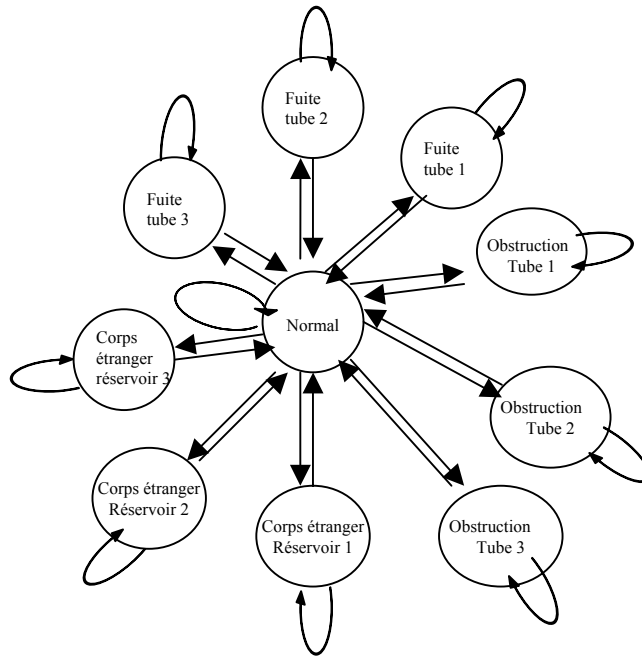 Fuite
tube 2
Fuite
tube 1
Fuite
tube 3
Obstruction
Tube 1
Normal
Corps
étranger
réservoir 3
Obstruction
Tube 2
Corps étranger
Réservoir 2
Corps étranger
Réservoir 1
Obstruction
Tube 3